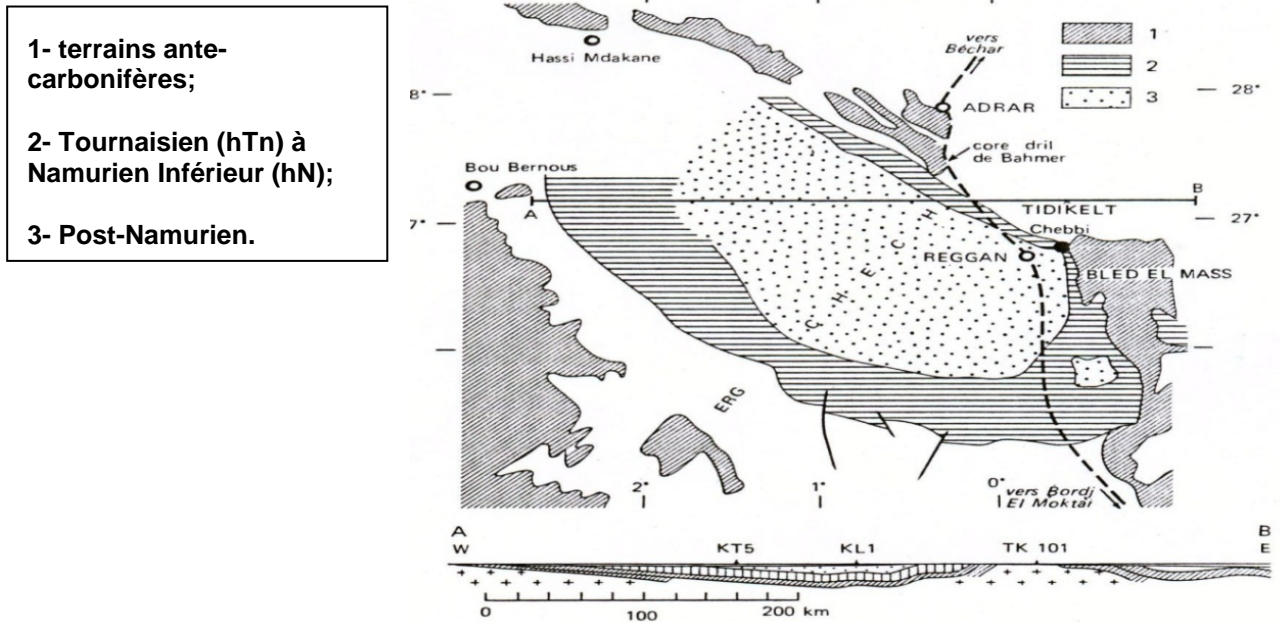 1- terrains ante-
carbonifères;
2- Tournaisien (hTn) à
Namurien Inférieur (hN);
3- Post-Namurien.
Hassi Mdakane
vers
Béchar
1
2
3
8°
28°
ADRAR
core dril
de Bahmer
Bou Bernous
A
B
7°
27°
TIDIKELT
Chebbi
REGGAN
BLED EL MASS
ERG
CHECH
2°
1°
0°
vers Bordj
El Moktar
A
B
W
KT5
KL1
TK 101
E
0
100
200 km